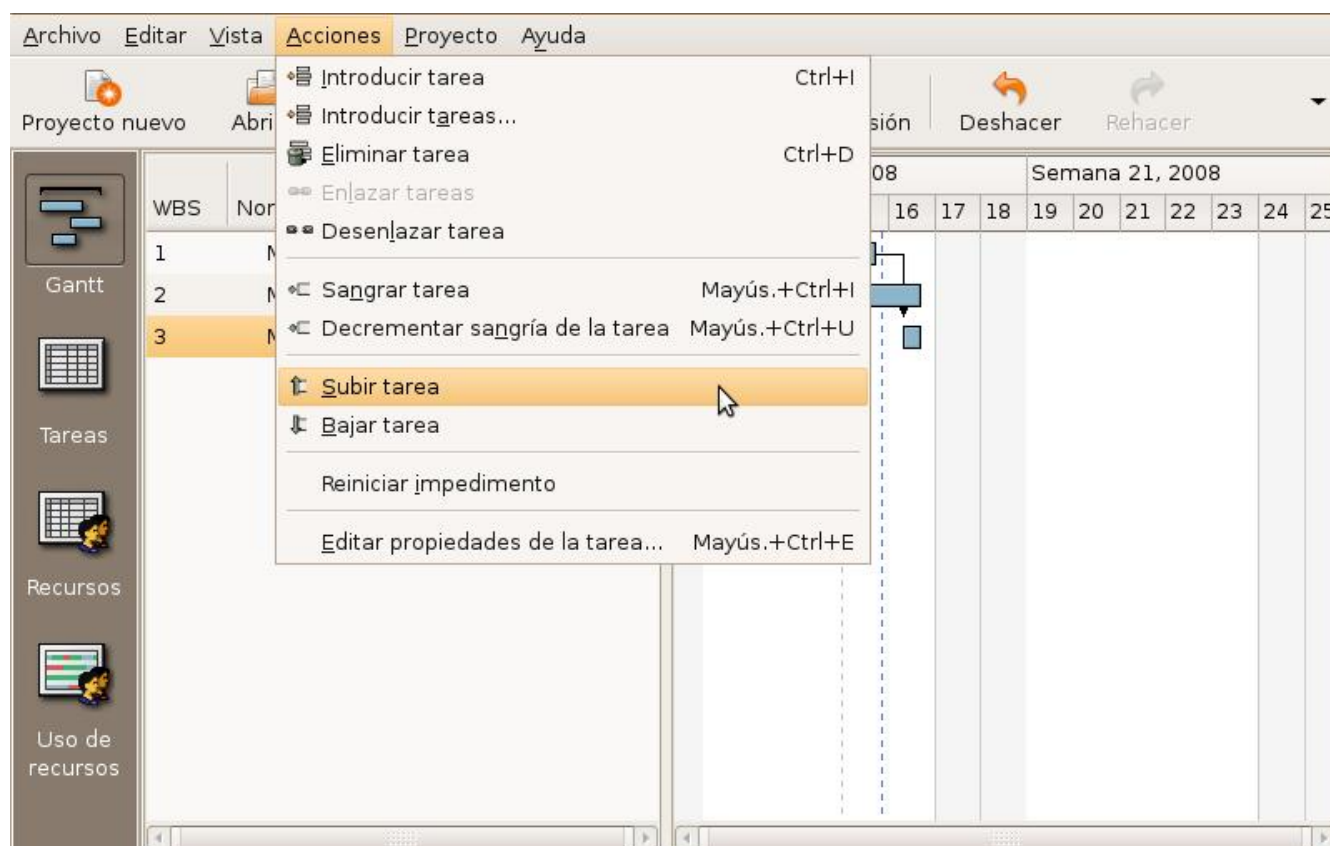 Archivo Editar Vista Acciones Proyecto Ayuda
Proyecto nuevo
Deshacer Rehacer
Introducir tarea Ctrl+I
Introducir tareas...
Eliminar tarea Ctrl+D
Enlazar tareas
Desenlazar tarea
Sangrar tarea Mayús.+Ctrl+I
Decrementar sangría de la tarea Mayús.+Ctrl+U
Subir tarea
Bajar tarea
Reiniciar impedimento
Editar propiedades de la tarea... Mayús.+Ctrl+E
Gantt
Tareas
Recursos
Uso de
recursos
WBS
1
2
3
Semana 21, 2008
16 17 18 19 20 21 22 23 24 25